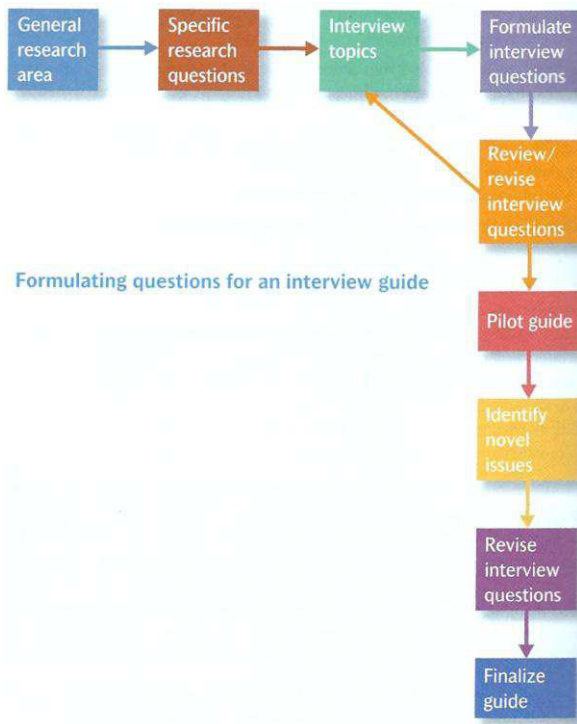 General
research
area
Specific
research
questions
Interview
topics
Formulate
interview
questions
Review/
revise
interview
questions
Formulating questions for an interview guide
Pilot guide
Identify
novel
issues
Revise
interview
questions
Finalize
guide